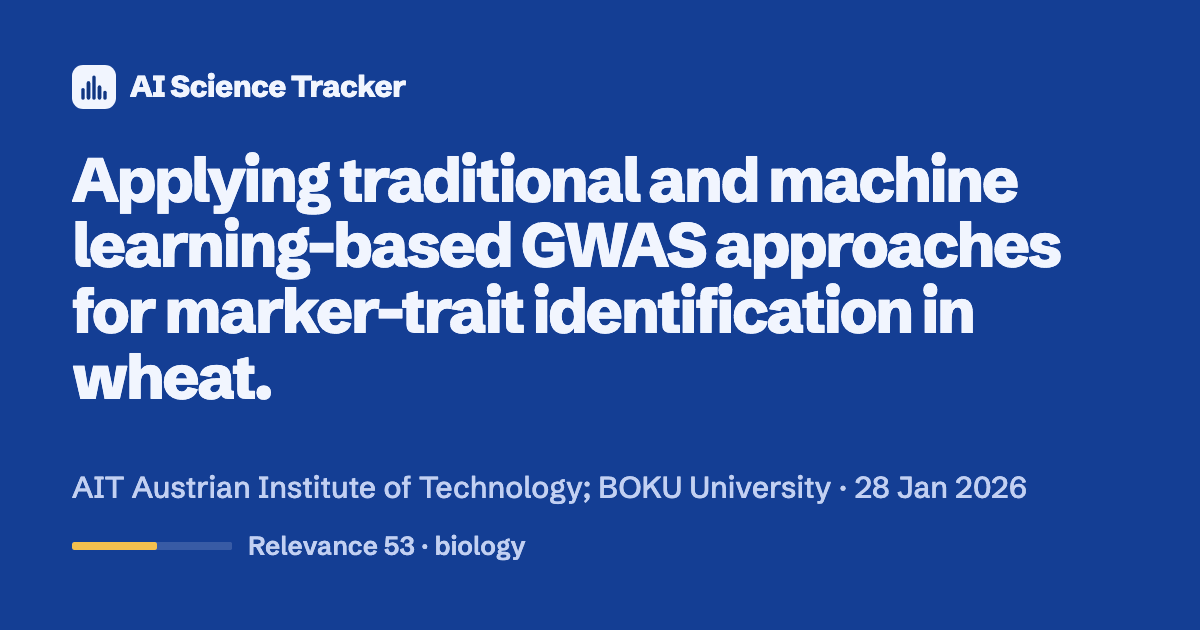 AI Science Tracker
Applying traditional and machine
learning-based GWAS approaches
for marker-trait identification in
wheat.
AIT Austrian Institute of Technology; BOKU University · 28 Jan 2026
Relevance 53 · biology